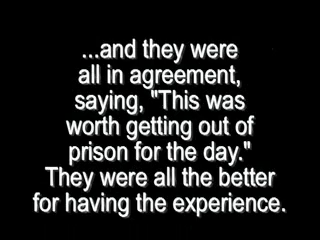 ...and they were
all in agreement,
saying, "This was
worth getting out of
prison for the day."
They were all the better
for having the experience.